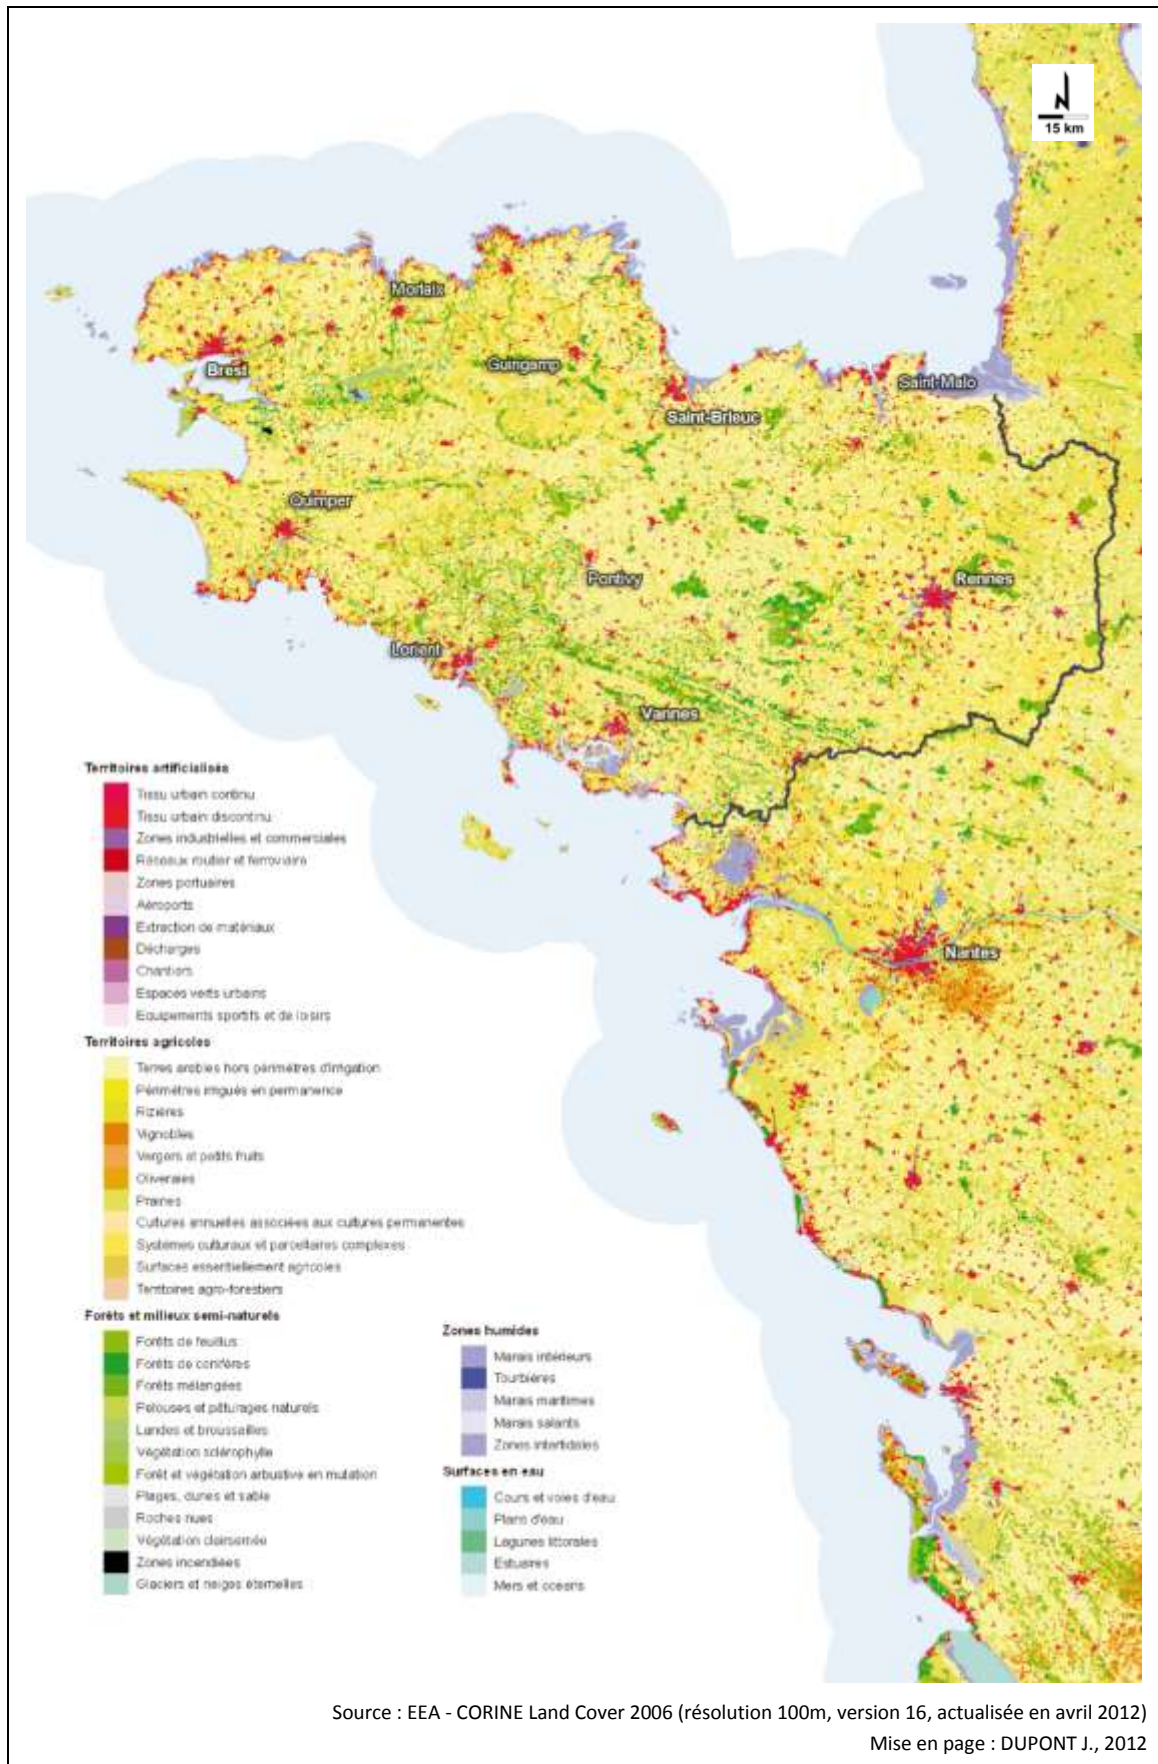 N
15 km
Morlaix
Guingamp
Brest
Saint-Malo
Saint-Brieuc
Quimper
Pontivy
Rennes
Lorient
Vannes
Nantes
Territoires artificialisés
Tissu urbain continu
Tissu urbain discontinu
Zones industrielles et commerciales
Réseaux routier et ferroviaire
Zones portuaires
Aéroports
Extraction de matériaux
Décharges
Chantiers
Espaces verts urbains
Equipements sportifs et de loisirs
Territoires agricoles
Terres arables hors périmètres d'irrigation
Périmètres irrigués en permanence
Rizières
Vignobles
Vergers et petits fruits
Oliveraies
Prairies
Cultures annuelles associées aux cultures permanentes
Systèmes culturaux et parcellaires complexes
Surfaces essentiellement agricoles
Territoires agro-forestiers
Forêts et milieux semi-naturels
Forêts de feuillus
Forêts de conifères
Forêts mélangées
Pelouses et pâturages naturels
Landes et broussailles
Végétation sclérophylle
Forêt et végétation arbustive en mutation
Plages, dunes et sable
Roches nues
Végétation clairsemée
Zones incendiées
Glaciers et neiges éternelles
Zones humides
Marais intérieurs
Tourbières
Marais maritimes
Marais salants
Zones intertidales
Surfaces en eau
Cours et voies d'eau
Plans d'eau
Lagunes littorales
Estuaires
Mers et océans
Source : EEA - CORINE Land Cover 2006 (résolution 100m, version 16, actualisée en avril 2012)
Mise en page : DUPONT J., 2012